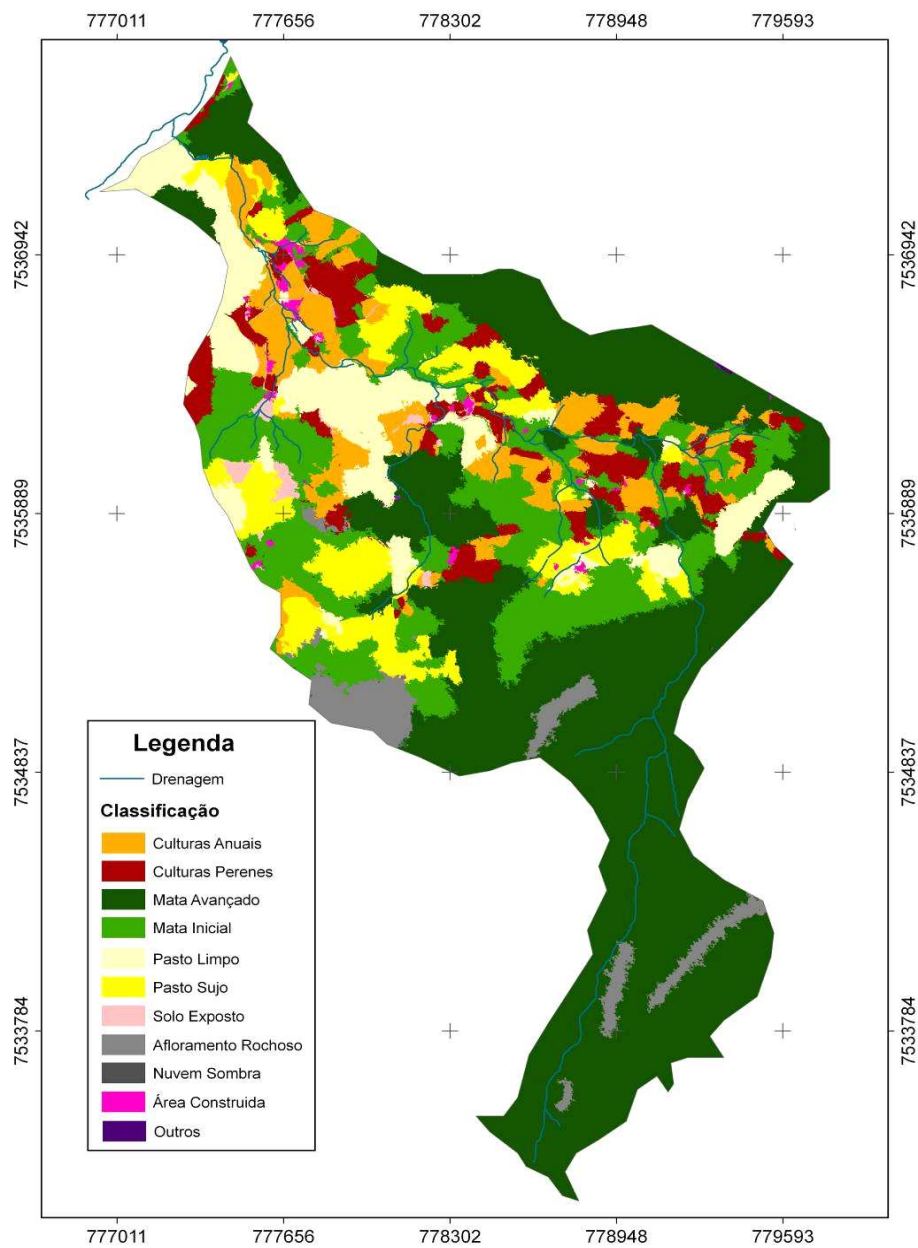 777011 777656 778302 778948 779593
7536942 7536942
7535889 7535889
7534837 7534837
7533784 7533784
Legenda
Drenagem
Classificação
Culturas Anuais
Culturas Perenes
Mata Avançado
Mata Inicial
Pasto Limpo
Pasto Sujo
Solo Exposto
Afloramento Rochoso
Nuvem Sombra
Área Construida
Outros
777011 777656 778302 778948 779593